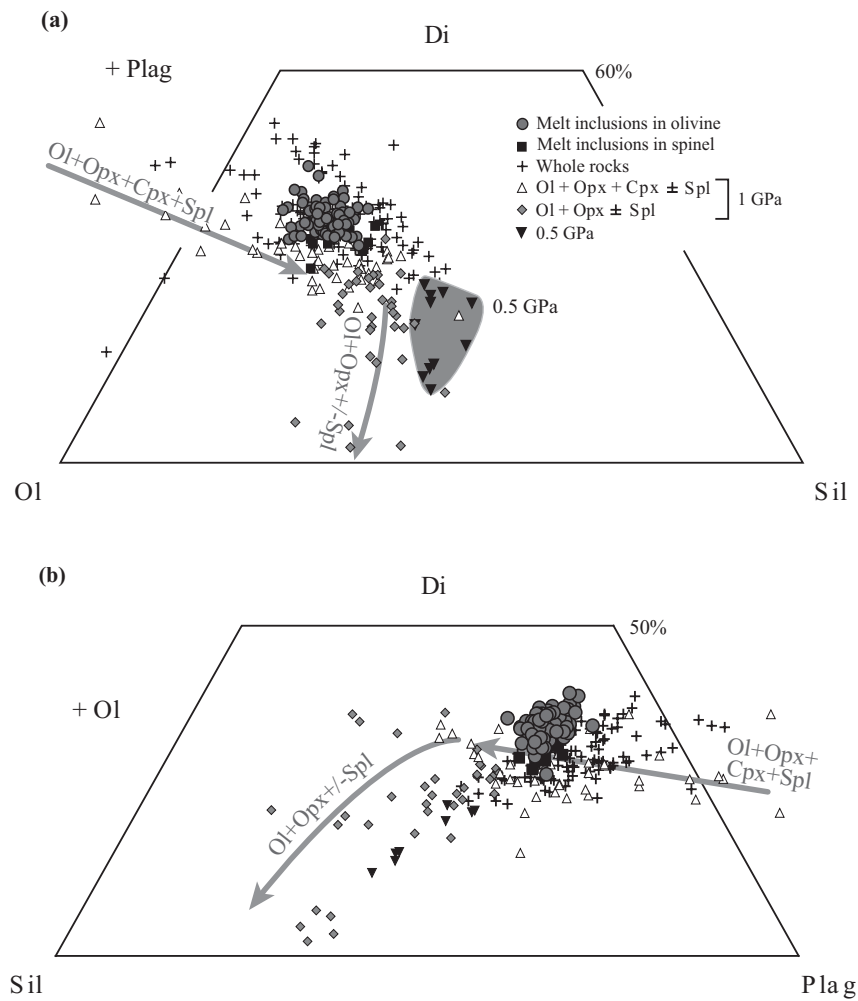 (a)
Di
+ Plag
60%
Melt inclusions in olivine
Melt inclusions in spinel
Whole rocks
Ol + Opx + Cpx ± Spl
1 GPa
Ol + Opx ± Spl
0.5 GPa
Ol+Opx+Cpx+Spl
0.5 GPa
Ol+Opx+/-Spl
Ol
Sil
(b)
Di
50%
+ Ol
Ol+Opx+
Cpx+Spl
Ol+Opx+/-Spl
Sil
Plag